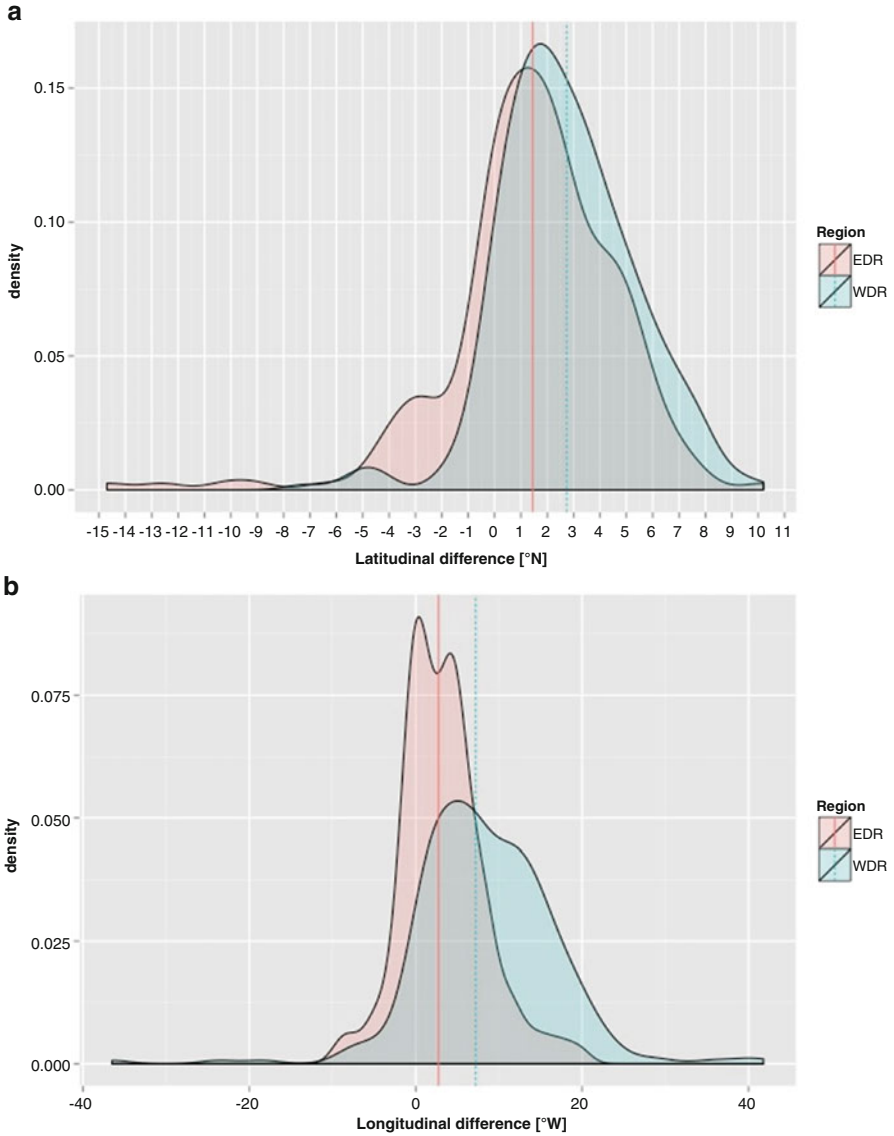 a
0.15
0.10
0.05
0.00
density
-15 -14 -13 -12 -11 -10 -9 -8 -7 -6 -5 -4 -3 -2 -1 0 1 2 3 4 5 6 7 8 9 10 11
Latitudinal difference [°N]
Region
EDR
WDR
b
0.075
0.050
0.025
0.000
density
-40 -20 0 20 40
Longitudinal difference [°W]
Region
EDR
WDR